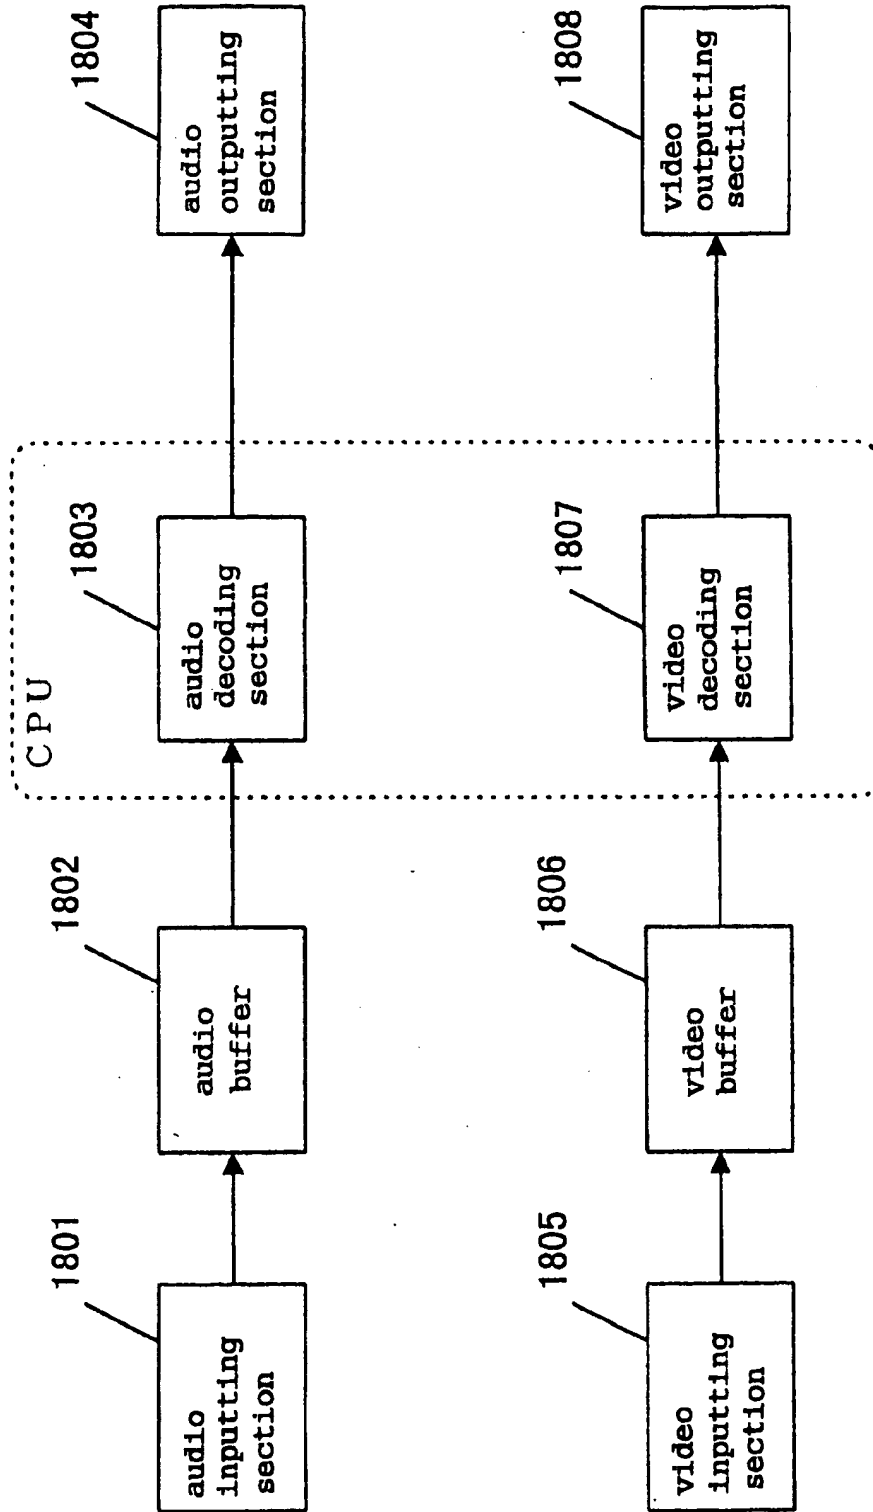 CPU
1801
audio
inputting
section
1802
audio
buffer
1803
audio
decoding
section
1804
audio
outputting
section
1805
video
inputting
section
1806
video
buffer
1807
video
decoding
section
1808
video
outputting
section